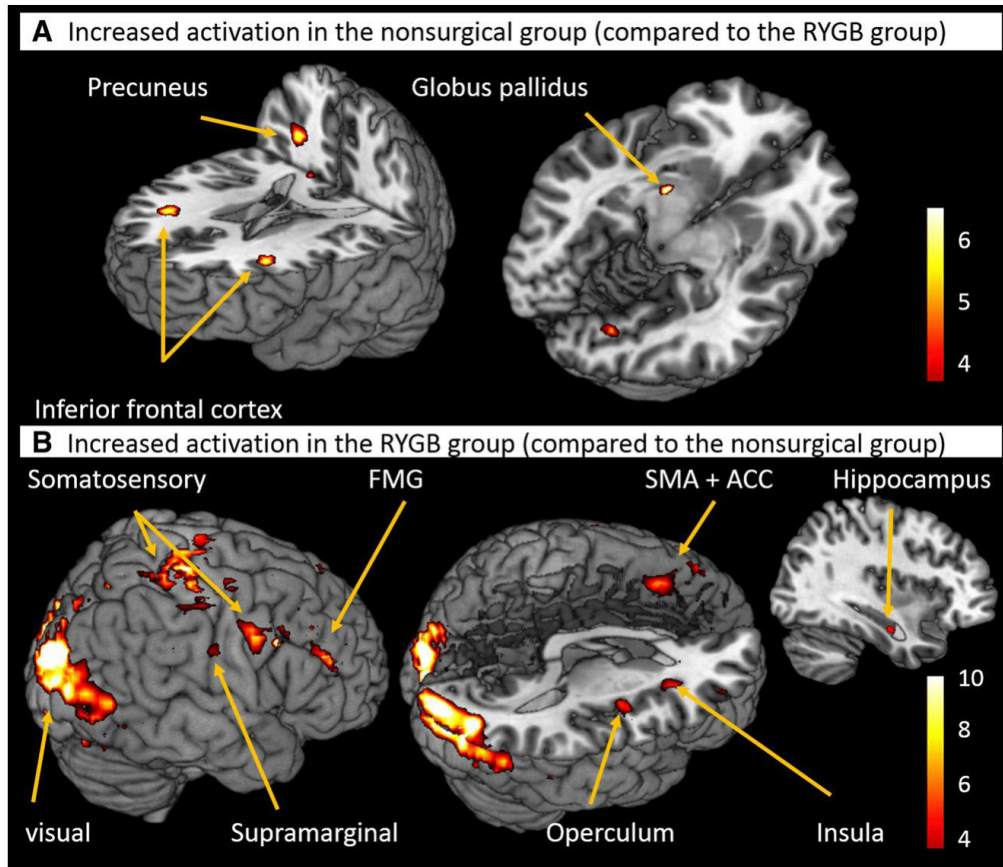 A Increased activation in the nonsurgical group (compared to the RYGB group)
Precuneus
Globus pallidus
6
5
4
Inferior frontal cortex
B Increased activation in the RYGB group (compared to the nonsurgical group)
Somatosensory
FMG
SMA + ACC
Hippocampus
10
8
6
4
visual
Supramarginal
Operculum
Insula